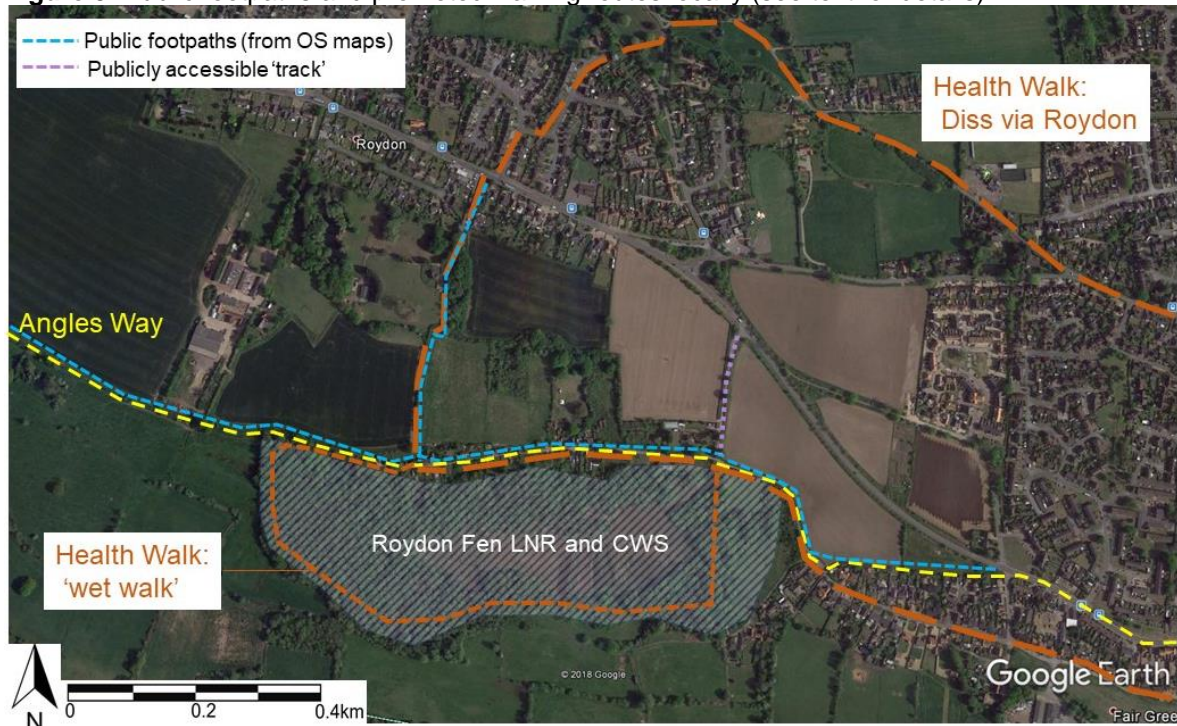 Public footpaths (from OS maps)
Publicly accessible 'track'
Health Walk:
Diss via Roydon
Roydon
Angles Way
Roydon Fen LNR and CWS
Health Walk:
'wet walk'
© 2018 Google
Google Earth
N
0
0.2
0.4km